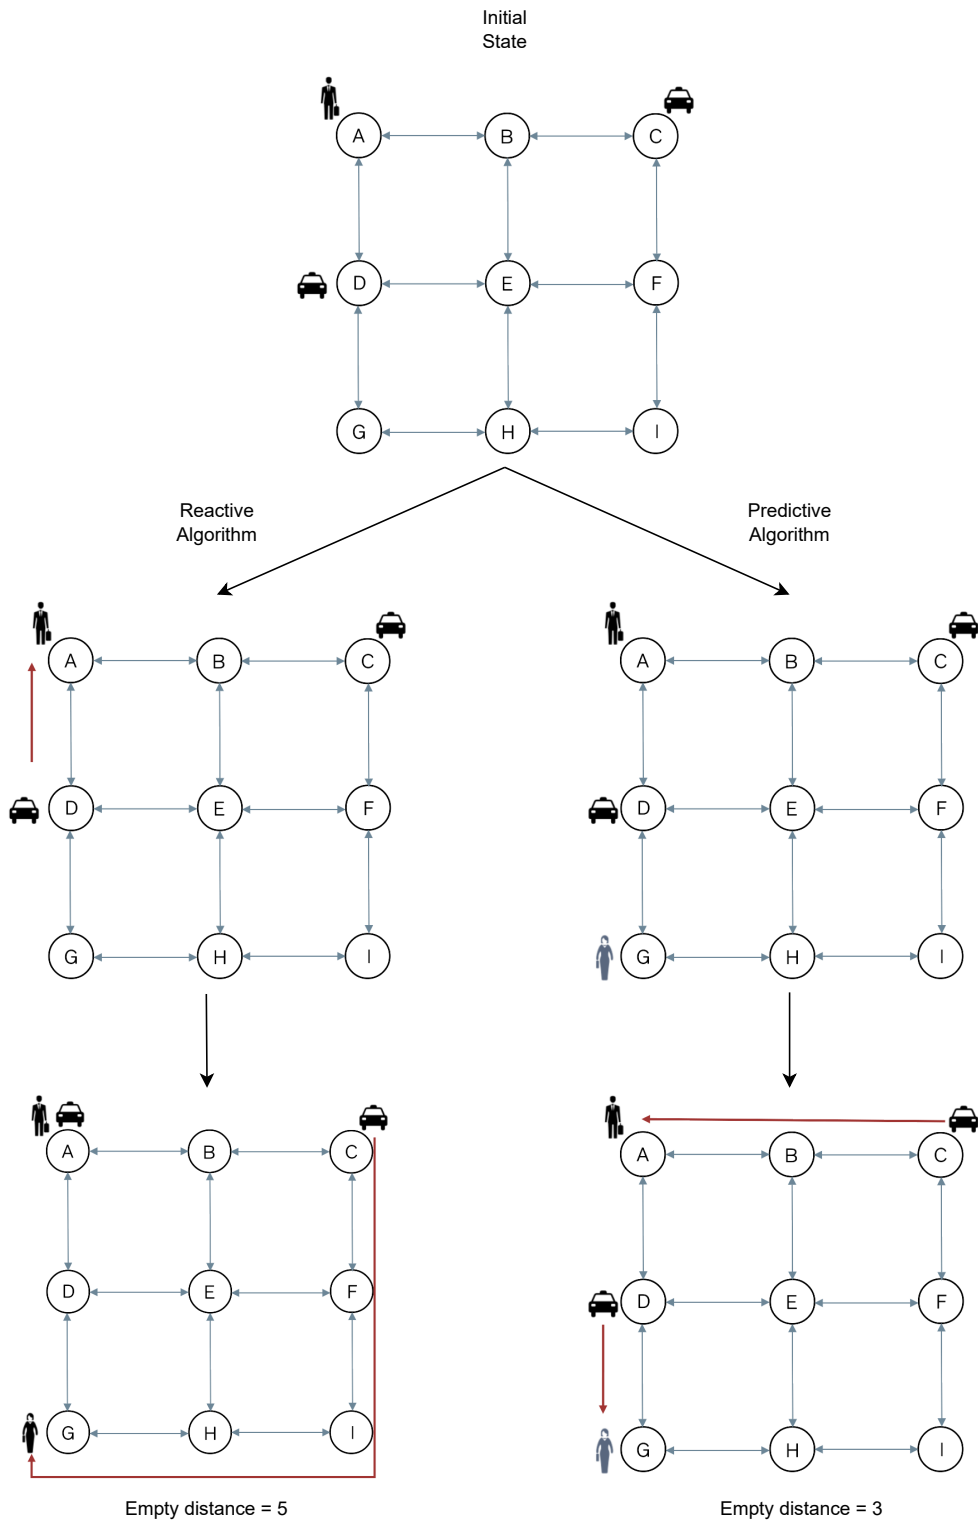 Initial
State
A
B
C
D
E
F
G
H
I
Reactive
Algorithm
Predictive
Algorithm
A
B
C
D
E
F
G
H
I
A
B
C
D
E
F
G
H
I
A
B
C
D
E
F
G
H
I
Empty distance = 5
A
B
C
D
E
F
G
H
I
Empty distance = 3